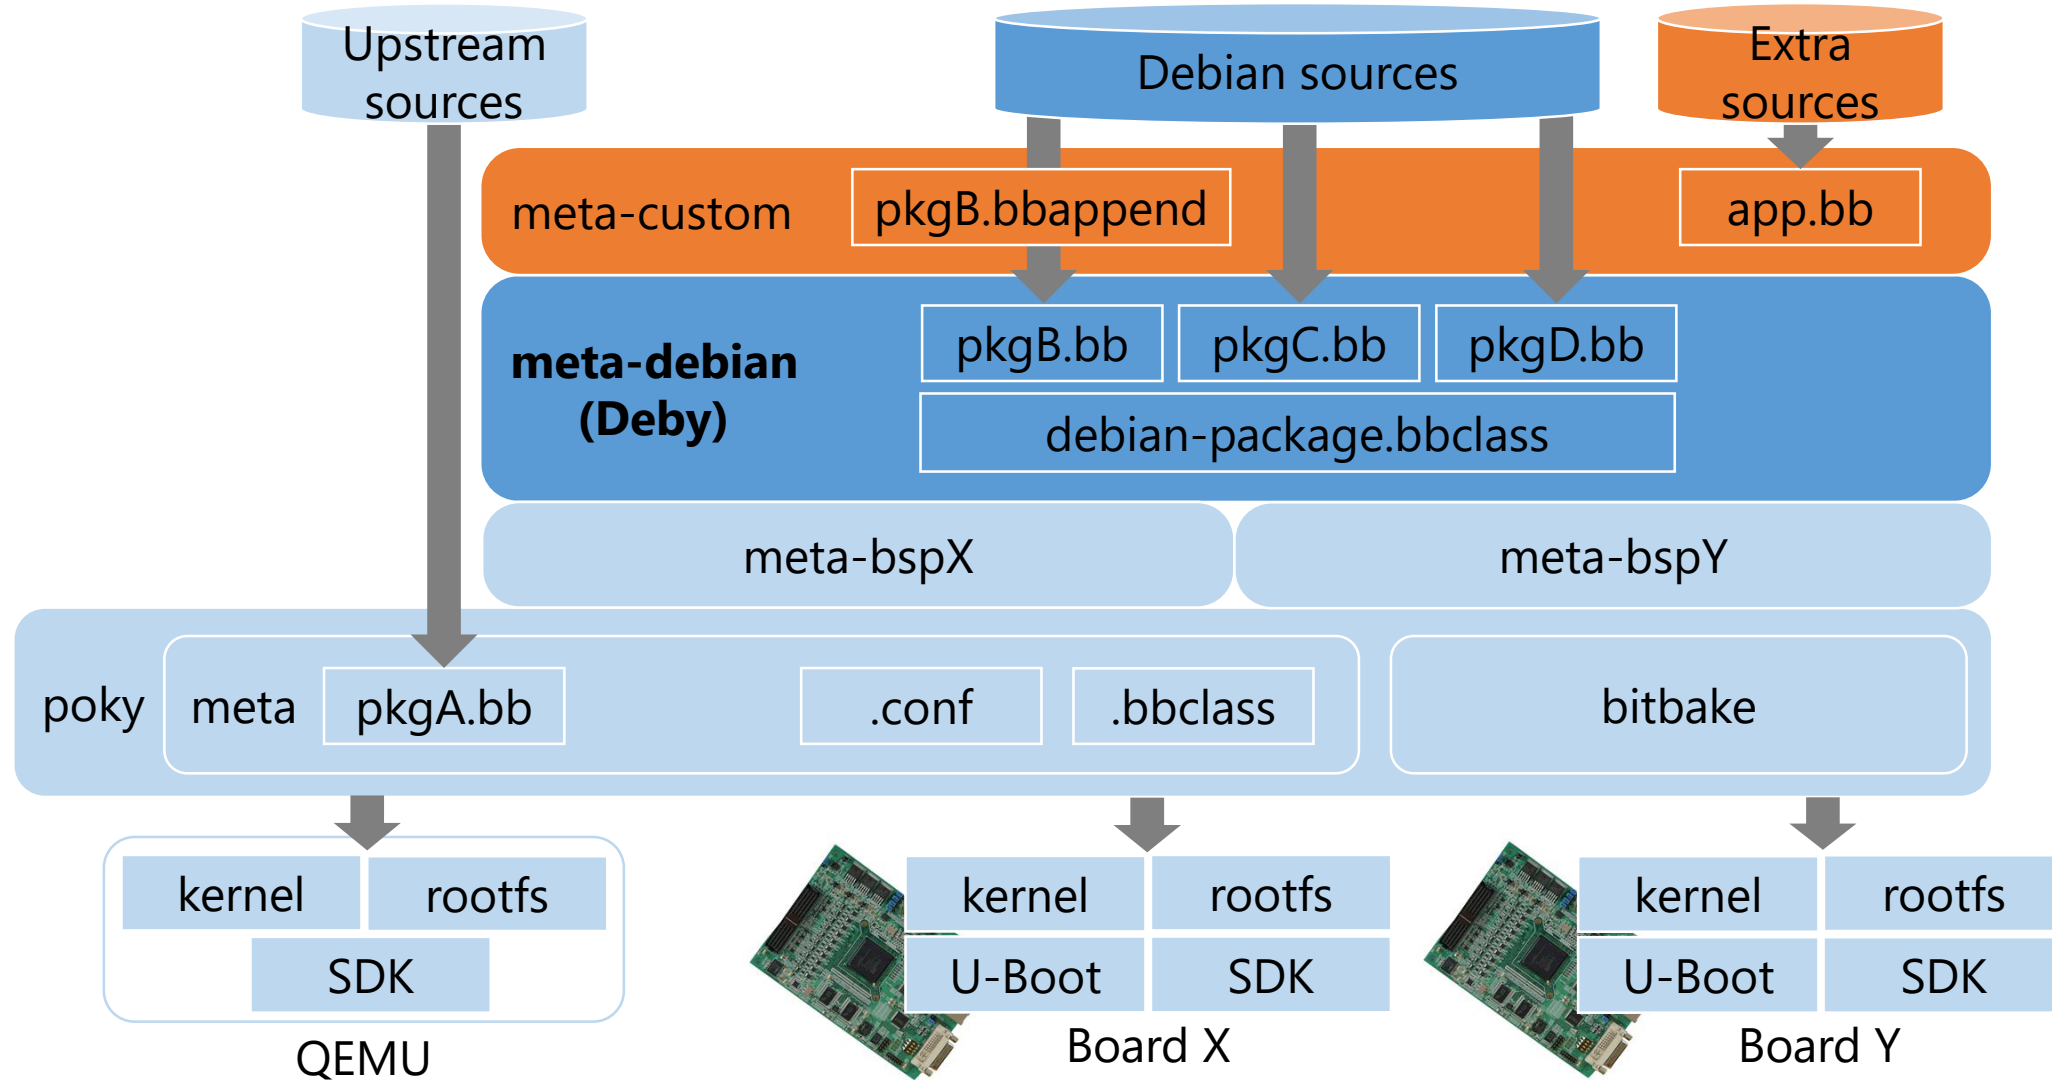 Upstream
sources
Debian sources
Extra
sources
meta-custom
pkgB.bbappend
app.bb
meta-debian
(Deby)
pkgB.bb
pkgC.bb
pkgD.bb
debian-package.bbclass
meta-bspX
meta-bspY
poky
meta
pkgA.bb
.conf
.bbclass
bitbake
kernel
rootfs
SDK
QEMU
kernel
rootfs
U-Boot
SDK
Board X
kernel
rootfs
U-Boot
SDK
Board Y